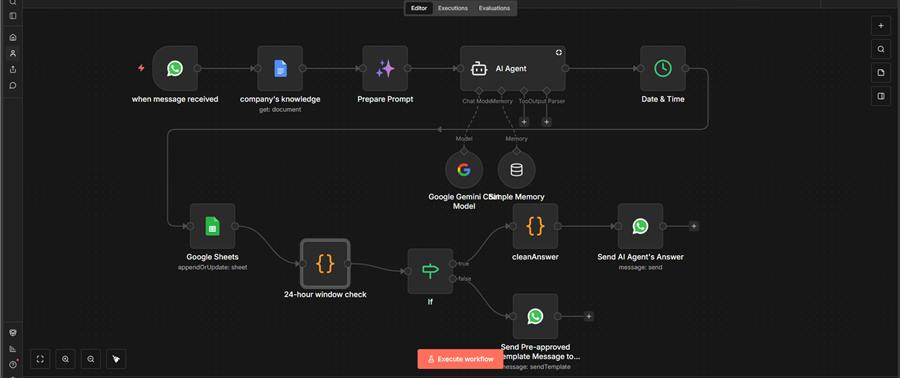 Editor Executions Evaluations
when message received
company's knowledge
get: document
Prepare Prompt
AI Agent
Date & Time
Chat Model
Memory
Output Parser
Model
Memory
Google Gemini Chat
Model
Simple Memory
Google Sheets
appendOrUpdate: sheet
{}
24-hour window check
If
true
false
{}
cleanAnswer
Send AI Agent's Answer
message: send
Send Pre-approved
Template Message to...
message: sendTemplate
Execute workflow